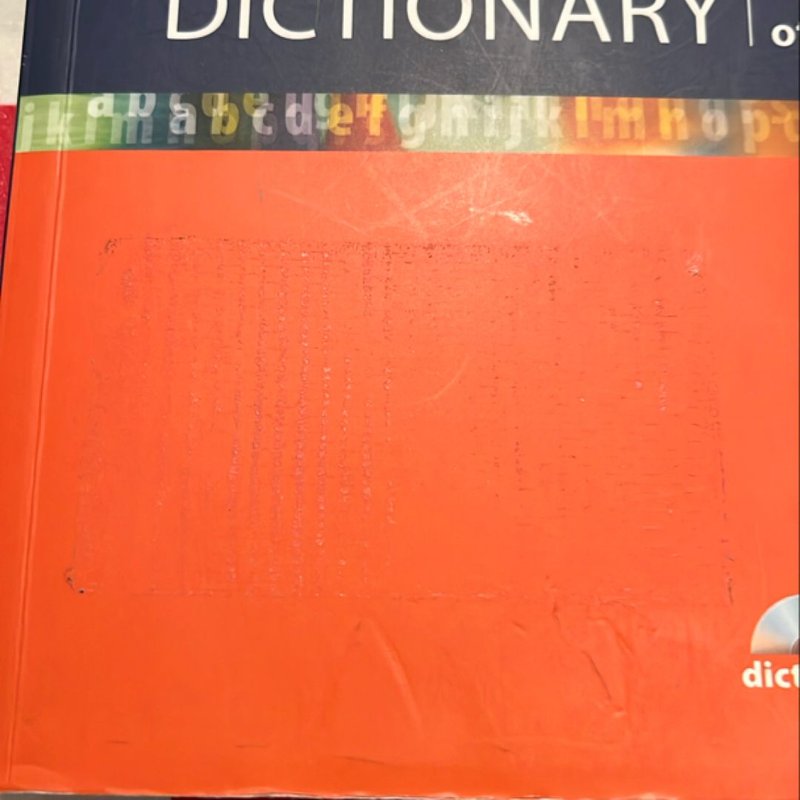 DICTIONARY
j k l m n a b c d e f g h i j k l m n o p
dict